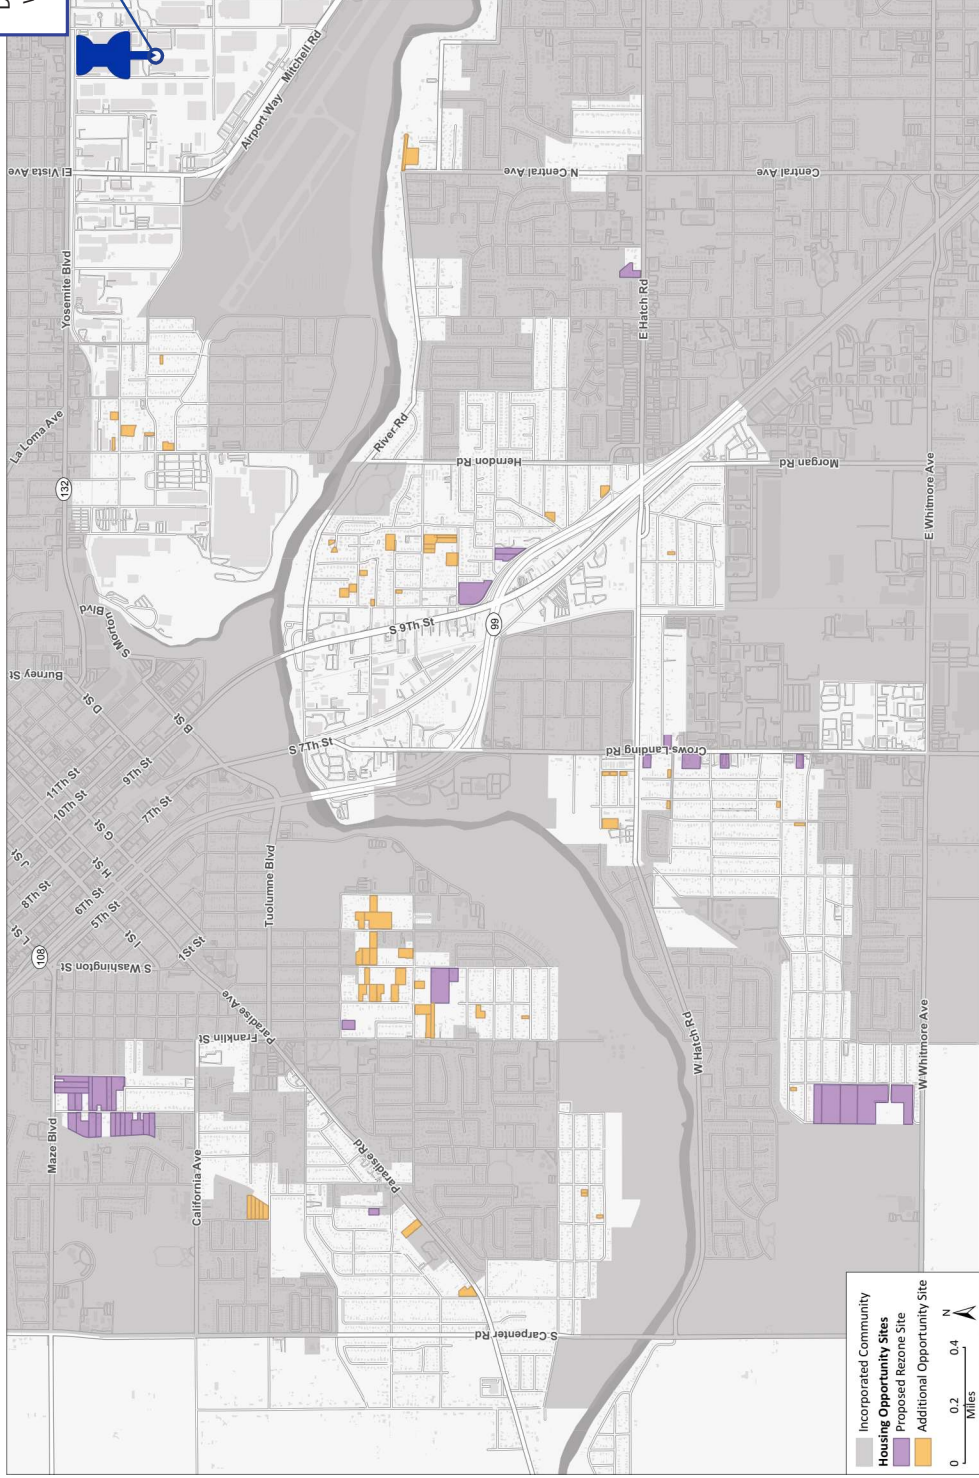 D
Yosemite Blvd
El Vista Ave
Airport Way
Mitchell Rd
La Loma Ave
132
S Morton
Blvd
Burney St
D St
B St
11Th St
10Th St
9Th St
G St
7Th St
J St
8Th St
H St
6Th St
5Th St
L St
I St
1St St
108
S Washington St
Paradise Ave
Franklin St
Tuolumne Blvd
Maze Blvd
California Ave
Paradise Rd
S Carpenter Rd
River Rd
Herndon Rd
S 9Th St
99
S 7Th St
N Central Ave
Central Ave
E Hatch Rd
Morgan Rd
E Whitmore Ave
Crows Landing Rd
W Hatch Rd
W Whitmore Ave
Incorporated Community
Housing Opportunity Sites
Proposed Rezone Site
Additional Opportunity Site
0 0.2 0.4
Miles
N